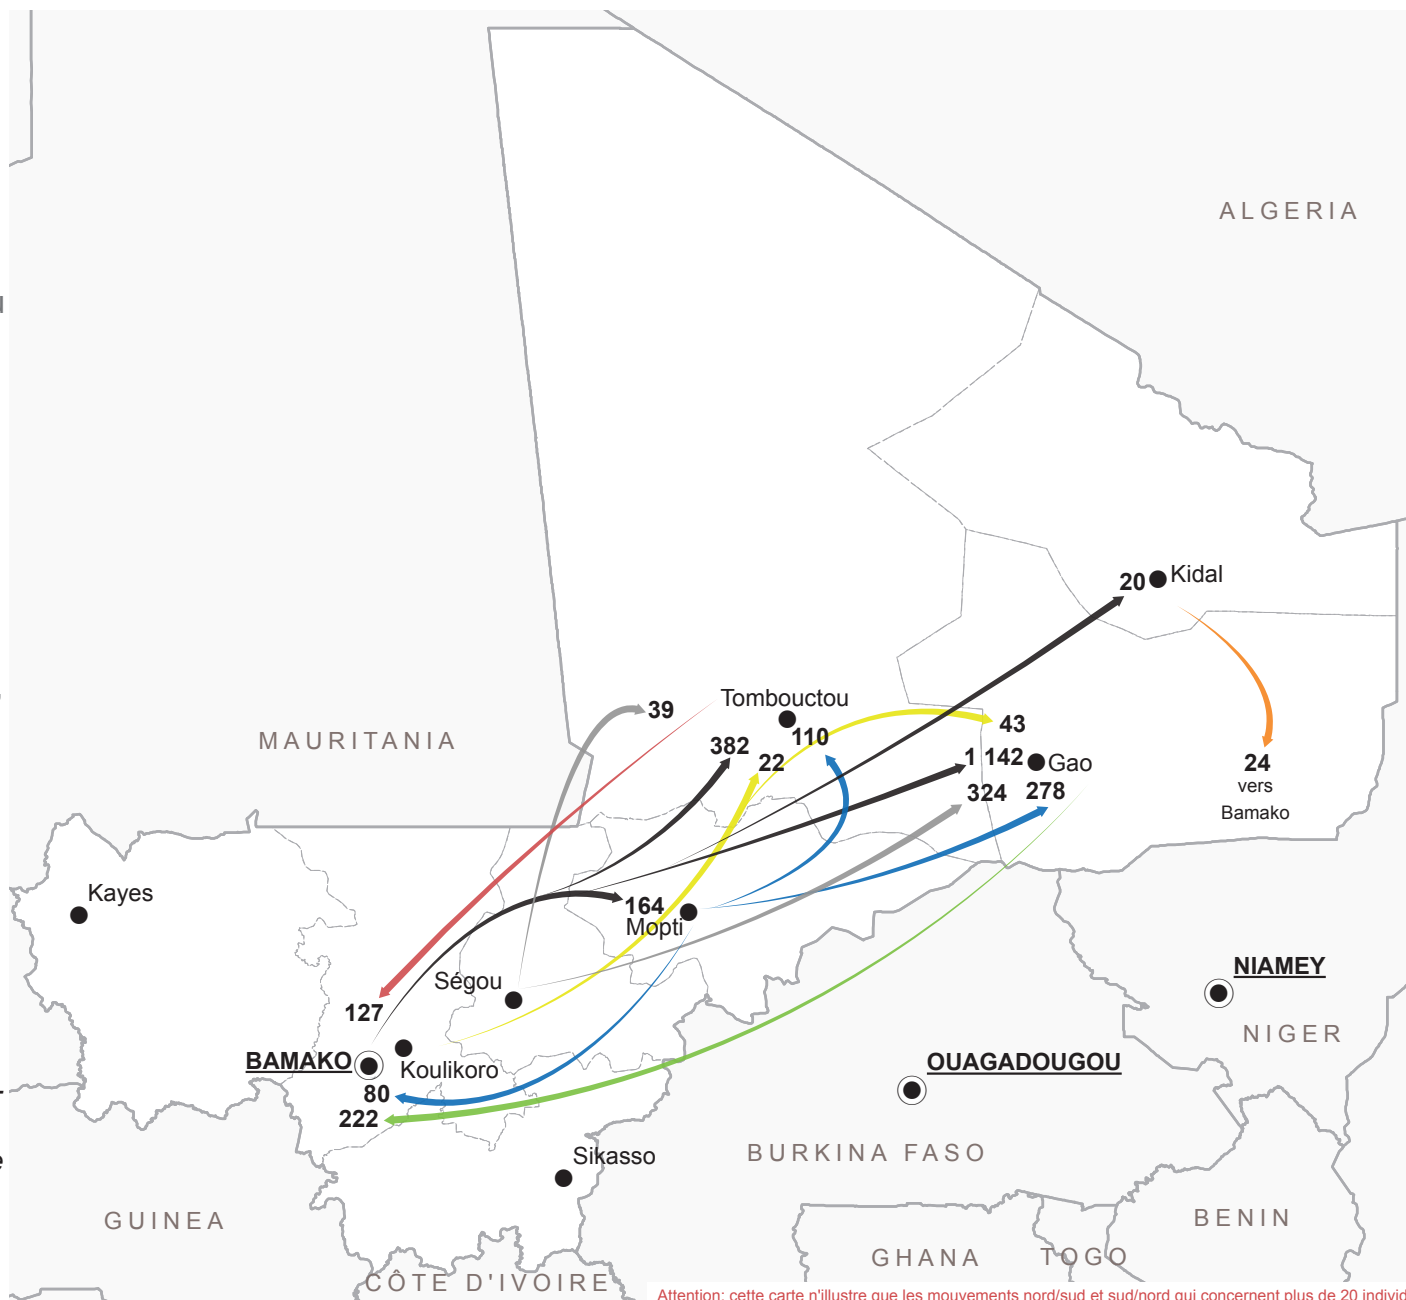 ALGERIA
20
Kidal
Tombouctou
39
110
43
382
22
1 142
Gao
MAURITANIA
24
vers
Bamako
324
278
Kayes
164
Mopti
NIAMEY
Ségou
127
NIGER
BAMAKO
Koulikoro
OUAGADOUGOU
80
222
Sikasso
BURKINA FASO
GUINEA
BENIN
GHANA
TOGO
CÔTE D'IVOIRE
Attention: cette carte n'illustre que les mouvements nord/sud et sud/nord qui concernent plus de 20 individ